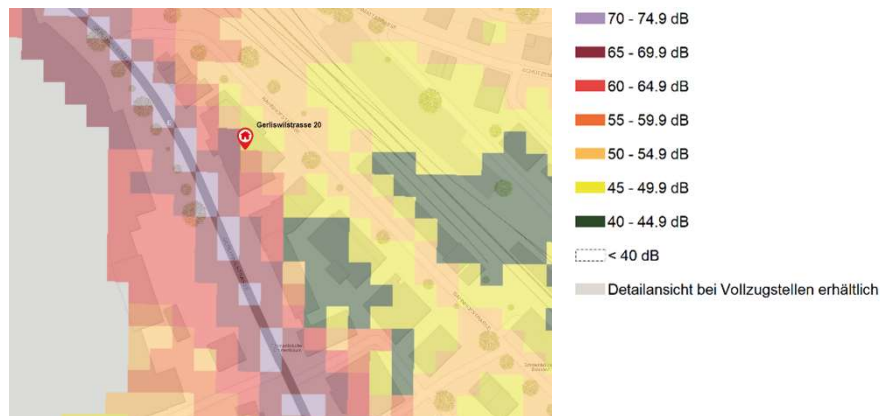 Gerliswilstrasse 20
70 - 74.9 dB
65 - 69.9 dB
60 - 64.9 dB
55 - 59.9 dB
50 - 54.9 dB
45 - 49.9 dB
40 - 44.9 dB
< 40 dB
Detailansicht bei Vollzugstellen erhältlich